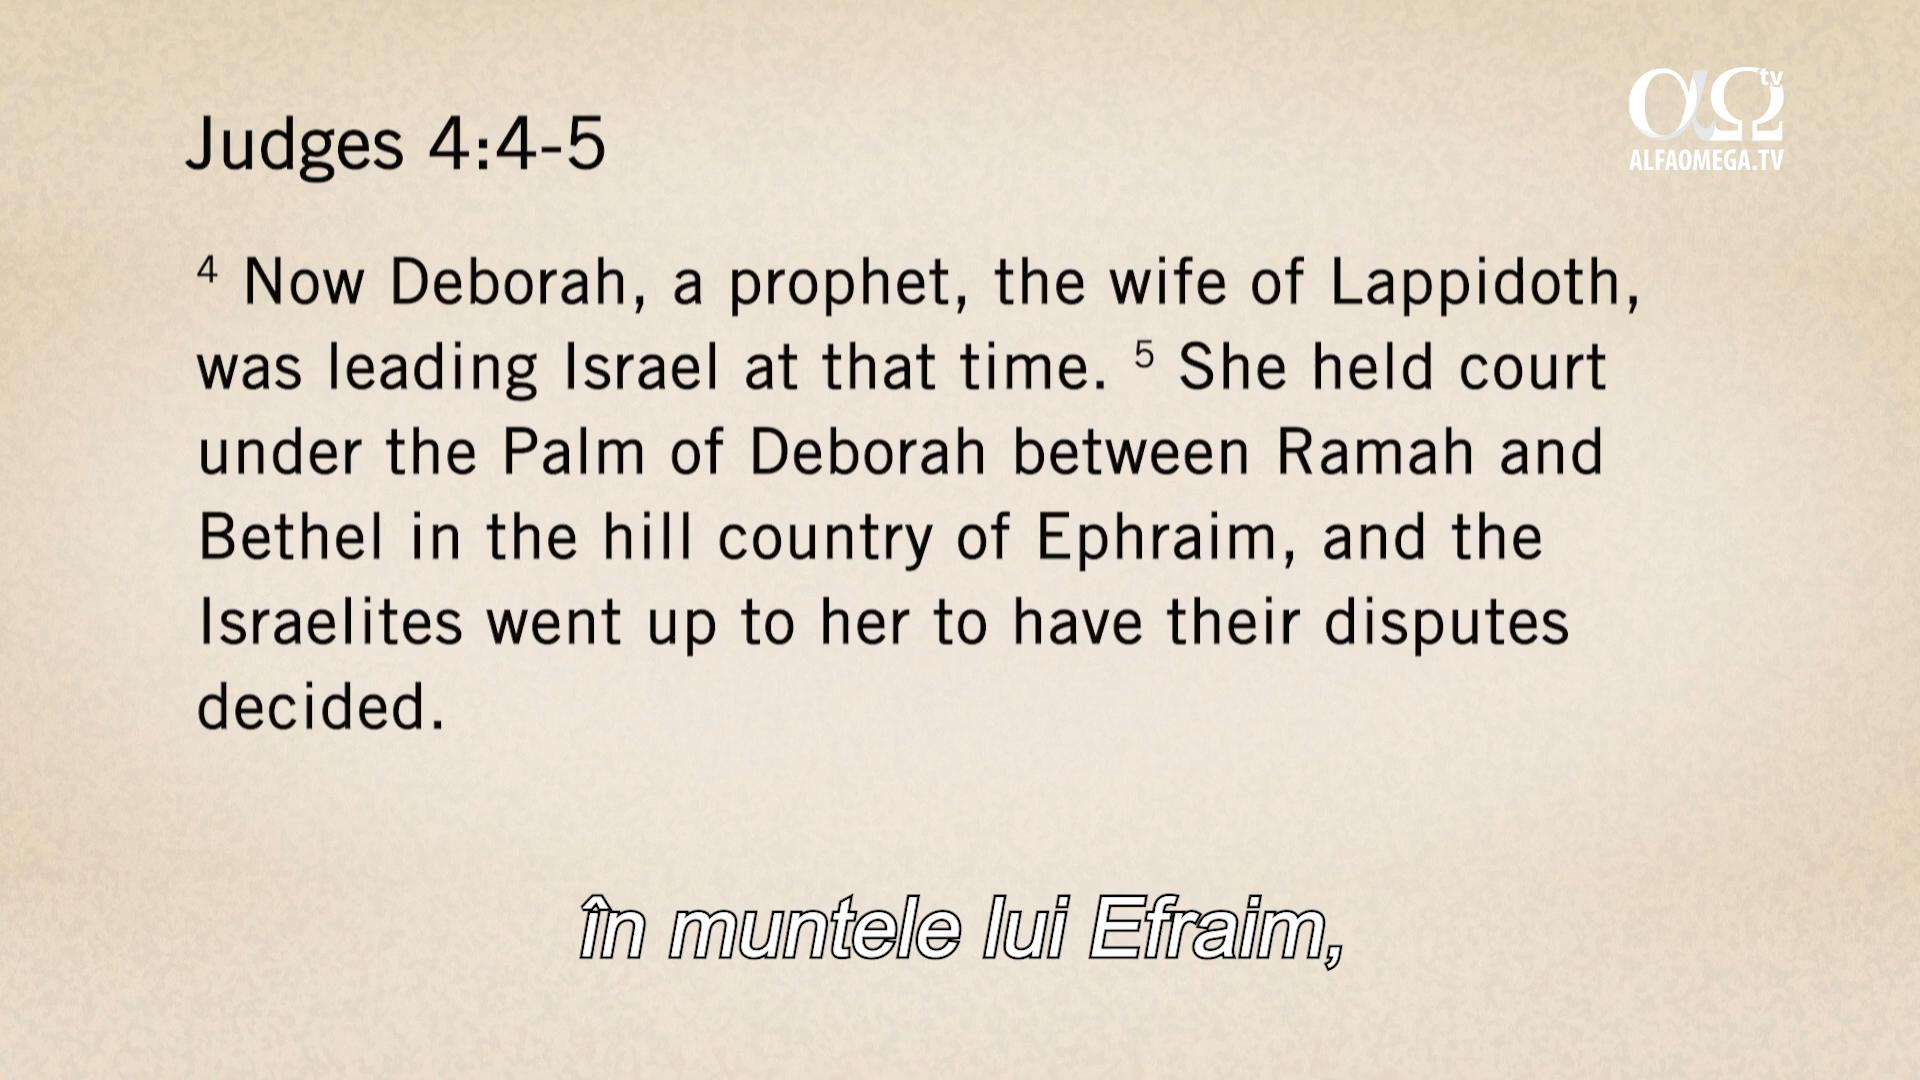 αΩ tv
ALFAOMEGA.TV
Judges 4:4-5
4 Now Deborah, a prophet, the wife of Lappidoth,
was leading Israel at that time. 5 She held court
under the Palm of Deborah between Ramah and
Bethel in the hill country of Ephraim, and the
Israelites went up to her to have their disputes
decided.
în muntele lui Efraim,